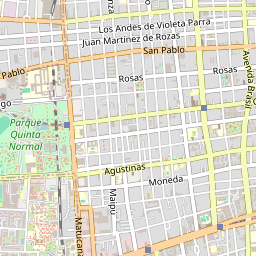 Los Andes de Violeta Parra
Juan Martínez de Rozas
San Pablo
Pablo
Rosas
Rosas
Avenida Brasil
Parque
Quinta
Normal
Agustinas
Moneda
Maipú
Matucana